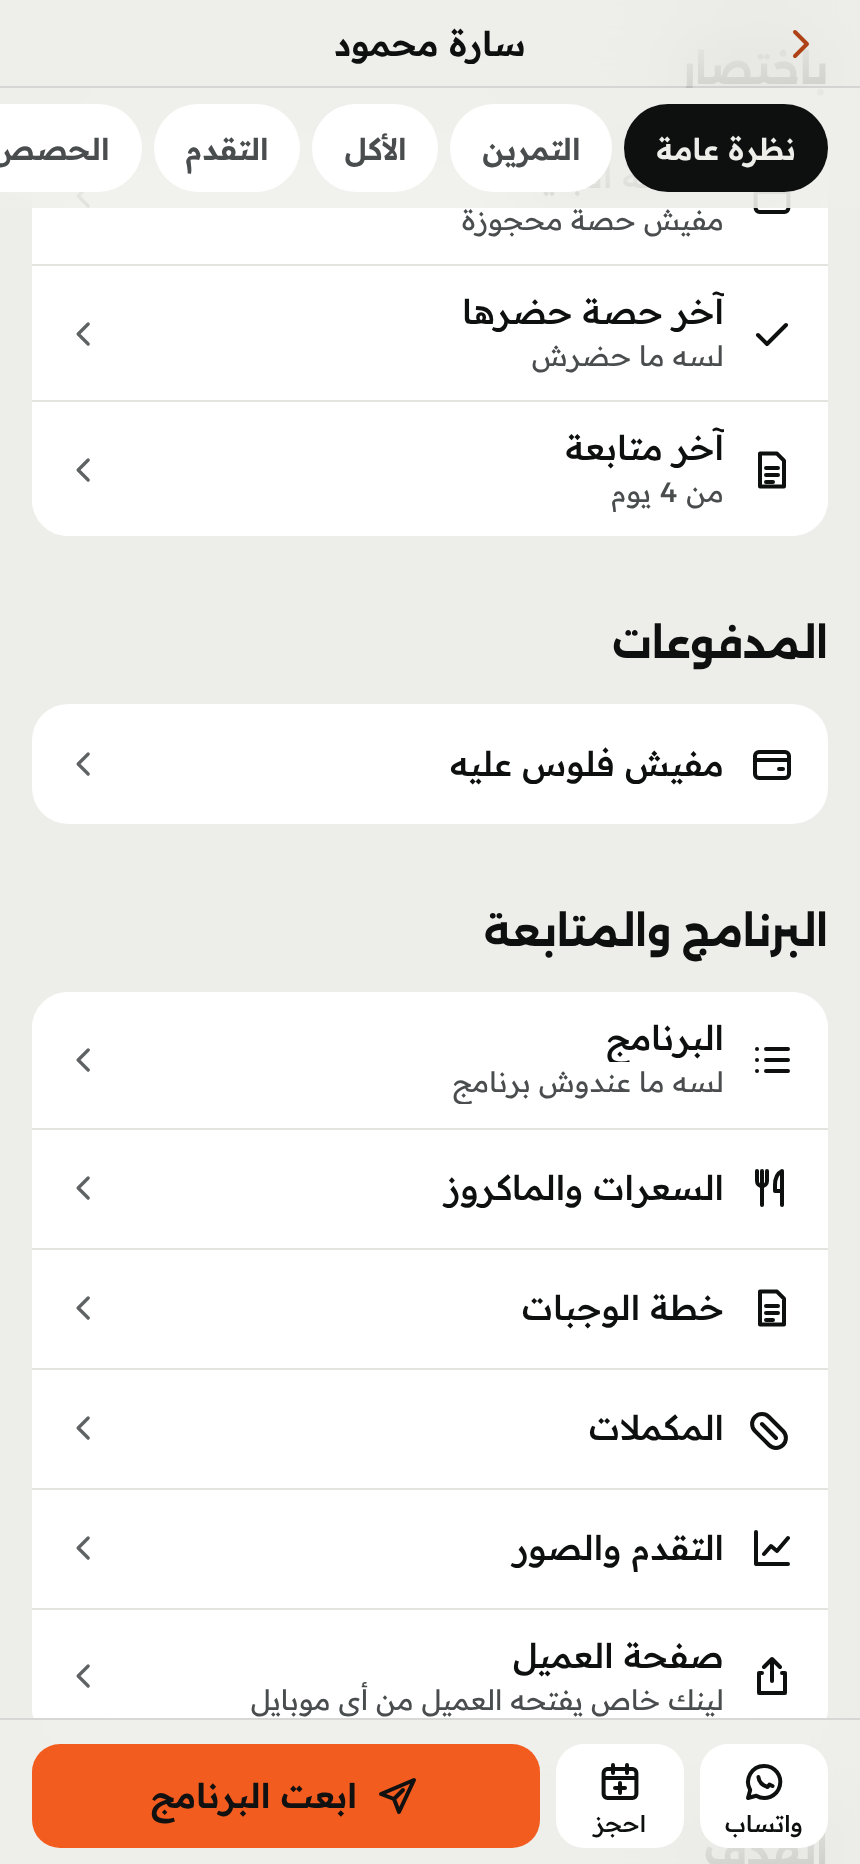 سارة محمود
باختصار
نظرة عامة
التمرين
الأكل
التقدم
الحصص
مفيش حصة محجوزة
آخر حصة حضرها
لسه ما حضرش
آخر متابعة
من 4 يوم
المدفوعات
مفيش فلوس عليه
البرنامج والمتابعة
البرنامج
لسه ما عندوش برنامج
السعرات والماكروز
خطة الوجبات
المكملات
التقدم والصور
صفحة العميل
لينك خاص يفتحه العميل من أي موبايل
واتساب
احجز
ابعت البرنامج
الهدف